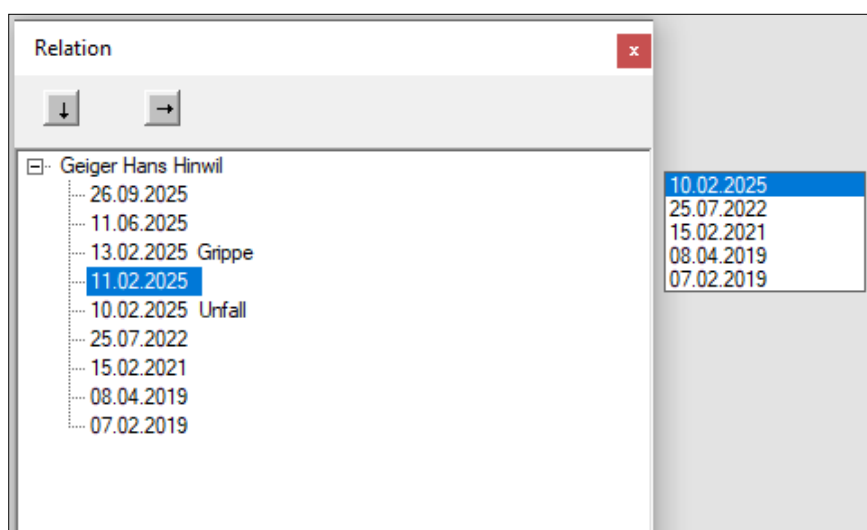 Relation
x
↓ →
Geiger Hans Hinwil
26.09.2025
11.06.2025
13.02.2025 Grippe
11.02.2025
10.02.2025 Unfall
25.07.2022
15.02.2021
08.04.2019
07.02.2019
10.02.2025
25.07.2022
15.02.2021
08.04.2019
07.02.2019